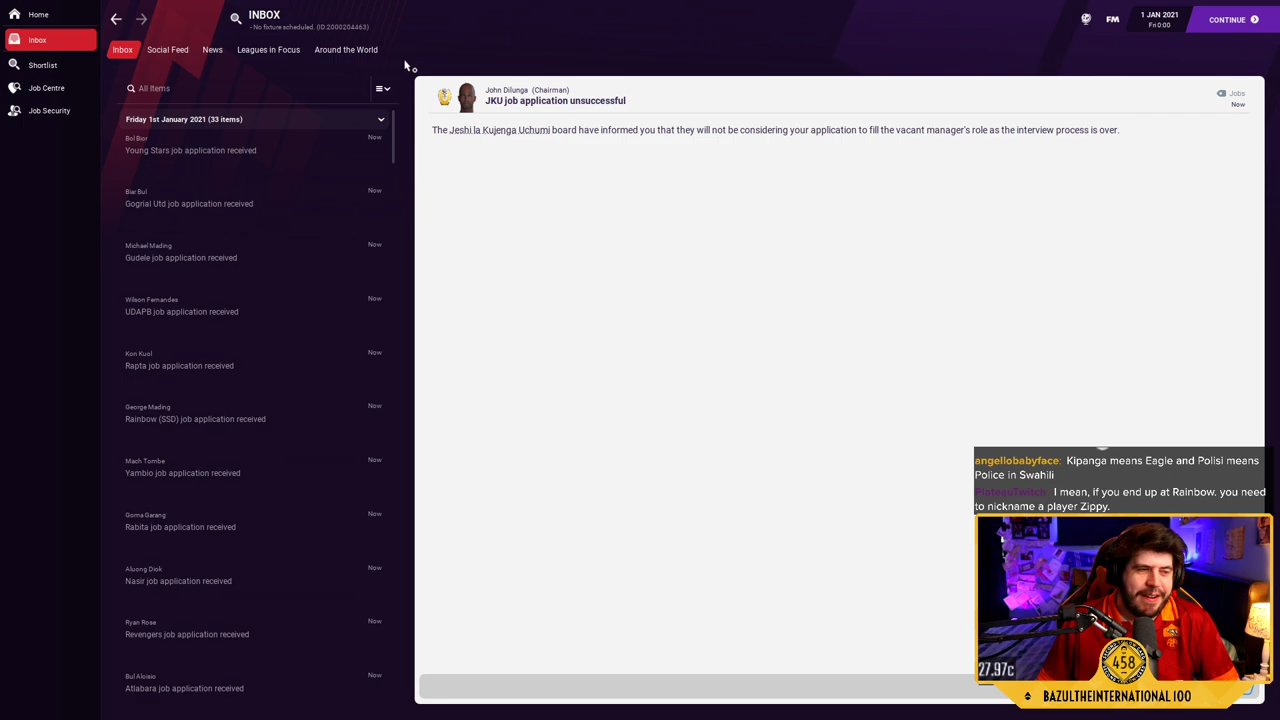 Home
Inbox
Shortlist
Job Centre
Job Security
INBOX
- No fixture scheduled. (ID:2000204463)
1 JAN 2021
Fri 0:00
FM
CONTINUE
Inbox
Social Feed
News
Leagues in Focus
Around the World
All Items
Friday 1st January 2021 (33 items)
Bol Bior
Now
Young Stars job application received
Biar Bul
Now
Gogrial Utd job application received
Michael Mading
Now
Gudele job application received
Wilson Fernandes
Now
UDAPB job application received
Kon Kuol
Now
Rapta job application received
George Mading
Now
Rainbow (SSD) job application received
Mach Tombe
Now
Yambio job application received
Goma Garang
Now
Rabita job application received
Aluong Diok
Now
Nasir job application received
Ryan Rose
Now
Revengers job application received
Bul Aloisio
Now
Atlabara job application received
John Dilunga (Chairman)
JKU job application unsuccessful
Jobs
Now
The Jeshi la Kujenga Uchumi board have informed you that they will not be considering your application to fill the vacant manager's role as the interview process is over.
angellobabyface: Kipanga means Eagle and Polisi means
Police in Swahili
PlateauTwitch: I mean, if you end up at Rainbow. you need
to nickname a player Zippy.
27.97c
458
BAZULTHEINTERNATIONAL 100